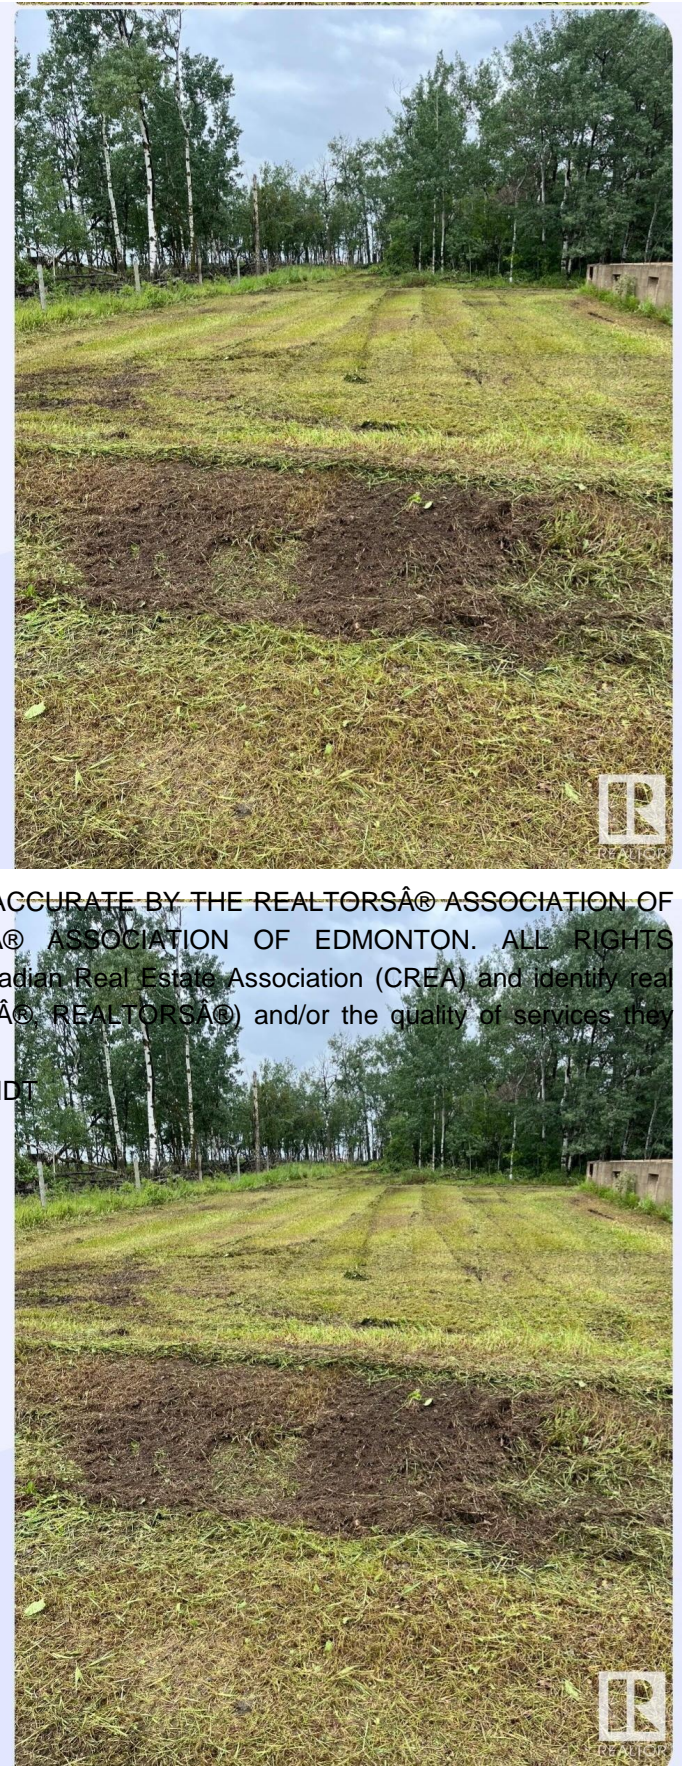 REALTOR
ACCURATE BY THE REALTORSÂ® ASSOCIATION OF
® ASSOCIATION OF EDMONTON. ALL RIGHTS
adian Real Estate Association (CREA) and identify real
Â®, REALTORSÂ®) and/or the quality of services they
MDT
REALTOR